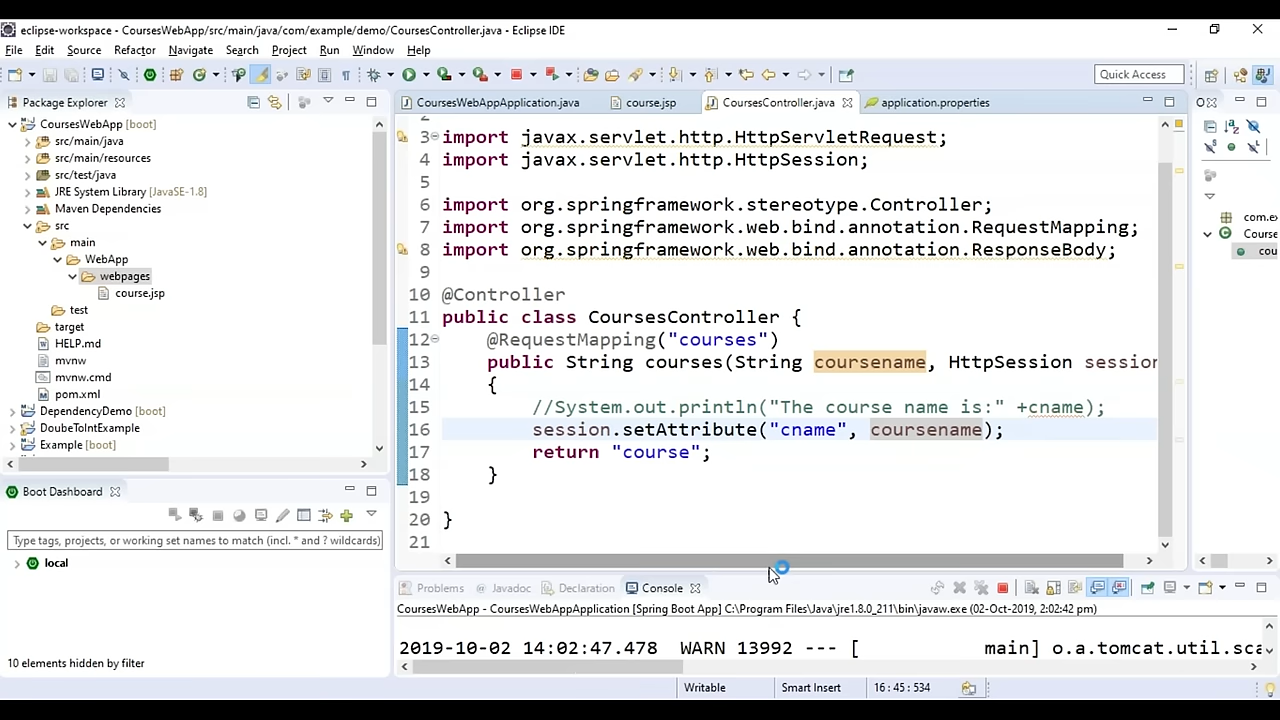 eclipse-workspace - CoursesWebApp/src/main/java/com/example/demo/CoursesController.java - Eclipse IDE
File Edit Source Refactor Navigate Search Project Run Window Help
Quick Access
Package Explorer
CoursesWebApp [boot]
src/main/java
src/main/resources
src/test/java
JRE System Library [JavaSE-1.8]
Maven Dependencies
src
main
WebApp
webpages
course.jsp
test
target
HELP.md
mvnw
mvnw.cmd
pom.xml
DependencyDemo [boot]
DoubeToIntExample
Example [boot]
Boot Dashboard
Type tags, projects, or working set names to match (incl. * and ? wildcards)
local
10 elements hidden by filter
CoursesWebAppApplication.java course.jsp CoursesController.java application.properties
2
3 import javax.servlet.http.HttpServletRequest;
4 import javax.servlet.http.HttpSession;
5
6 import org.springframework.stereotype.Controller;
7 import org.springframework.web.bind.annotation.RequestMapping;
8 import org.springframework.web.bind.annotation.ResponseBody;
9
10 @Controller
11 public class CoursesController {
12 @RequestMapping("courses")
13 public String courses(String coursename, HttpSession session
14 {
15 //System.out.println("The course name is:" +cname);
16 session.setAttribute("cname", coursename);
17 return "course";
18 }
19
20 }
21
com.ex
Course
cou
Problems @ Javadoc Declaration Console
CoursesWebApp - CoursesWebAppApplication [Spring Boot App] C:\Program Files\Java\jre1.8.0_211\bin\javaw.exe (02-Oct-2019, 2:02:42 pm)
2019-10-02 14:02:47.478 WARN 13992 --- [ main] o.a.tomcat.util.sca
Writable Smart Insert 16 : 45 : 534